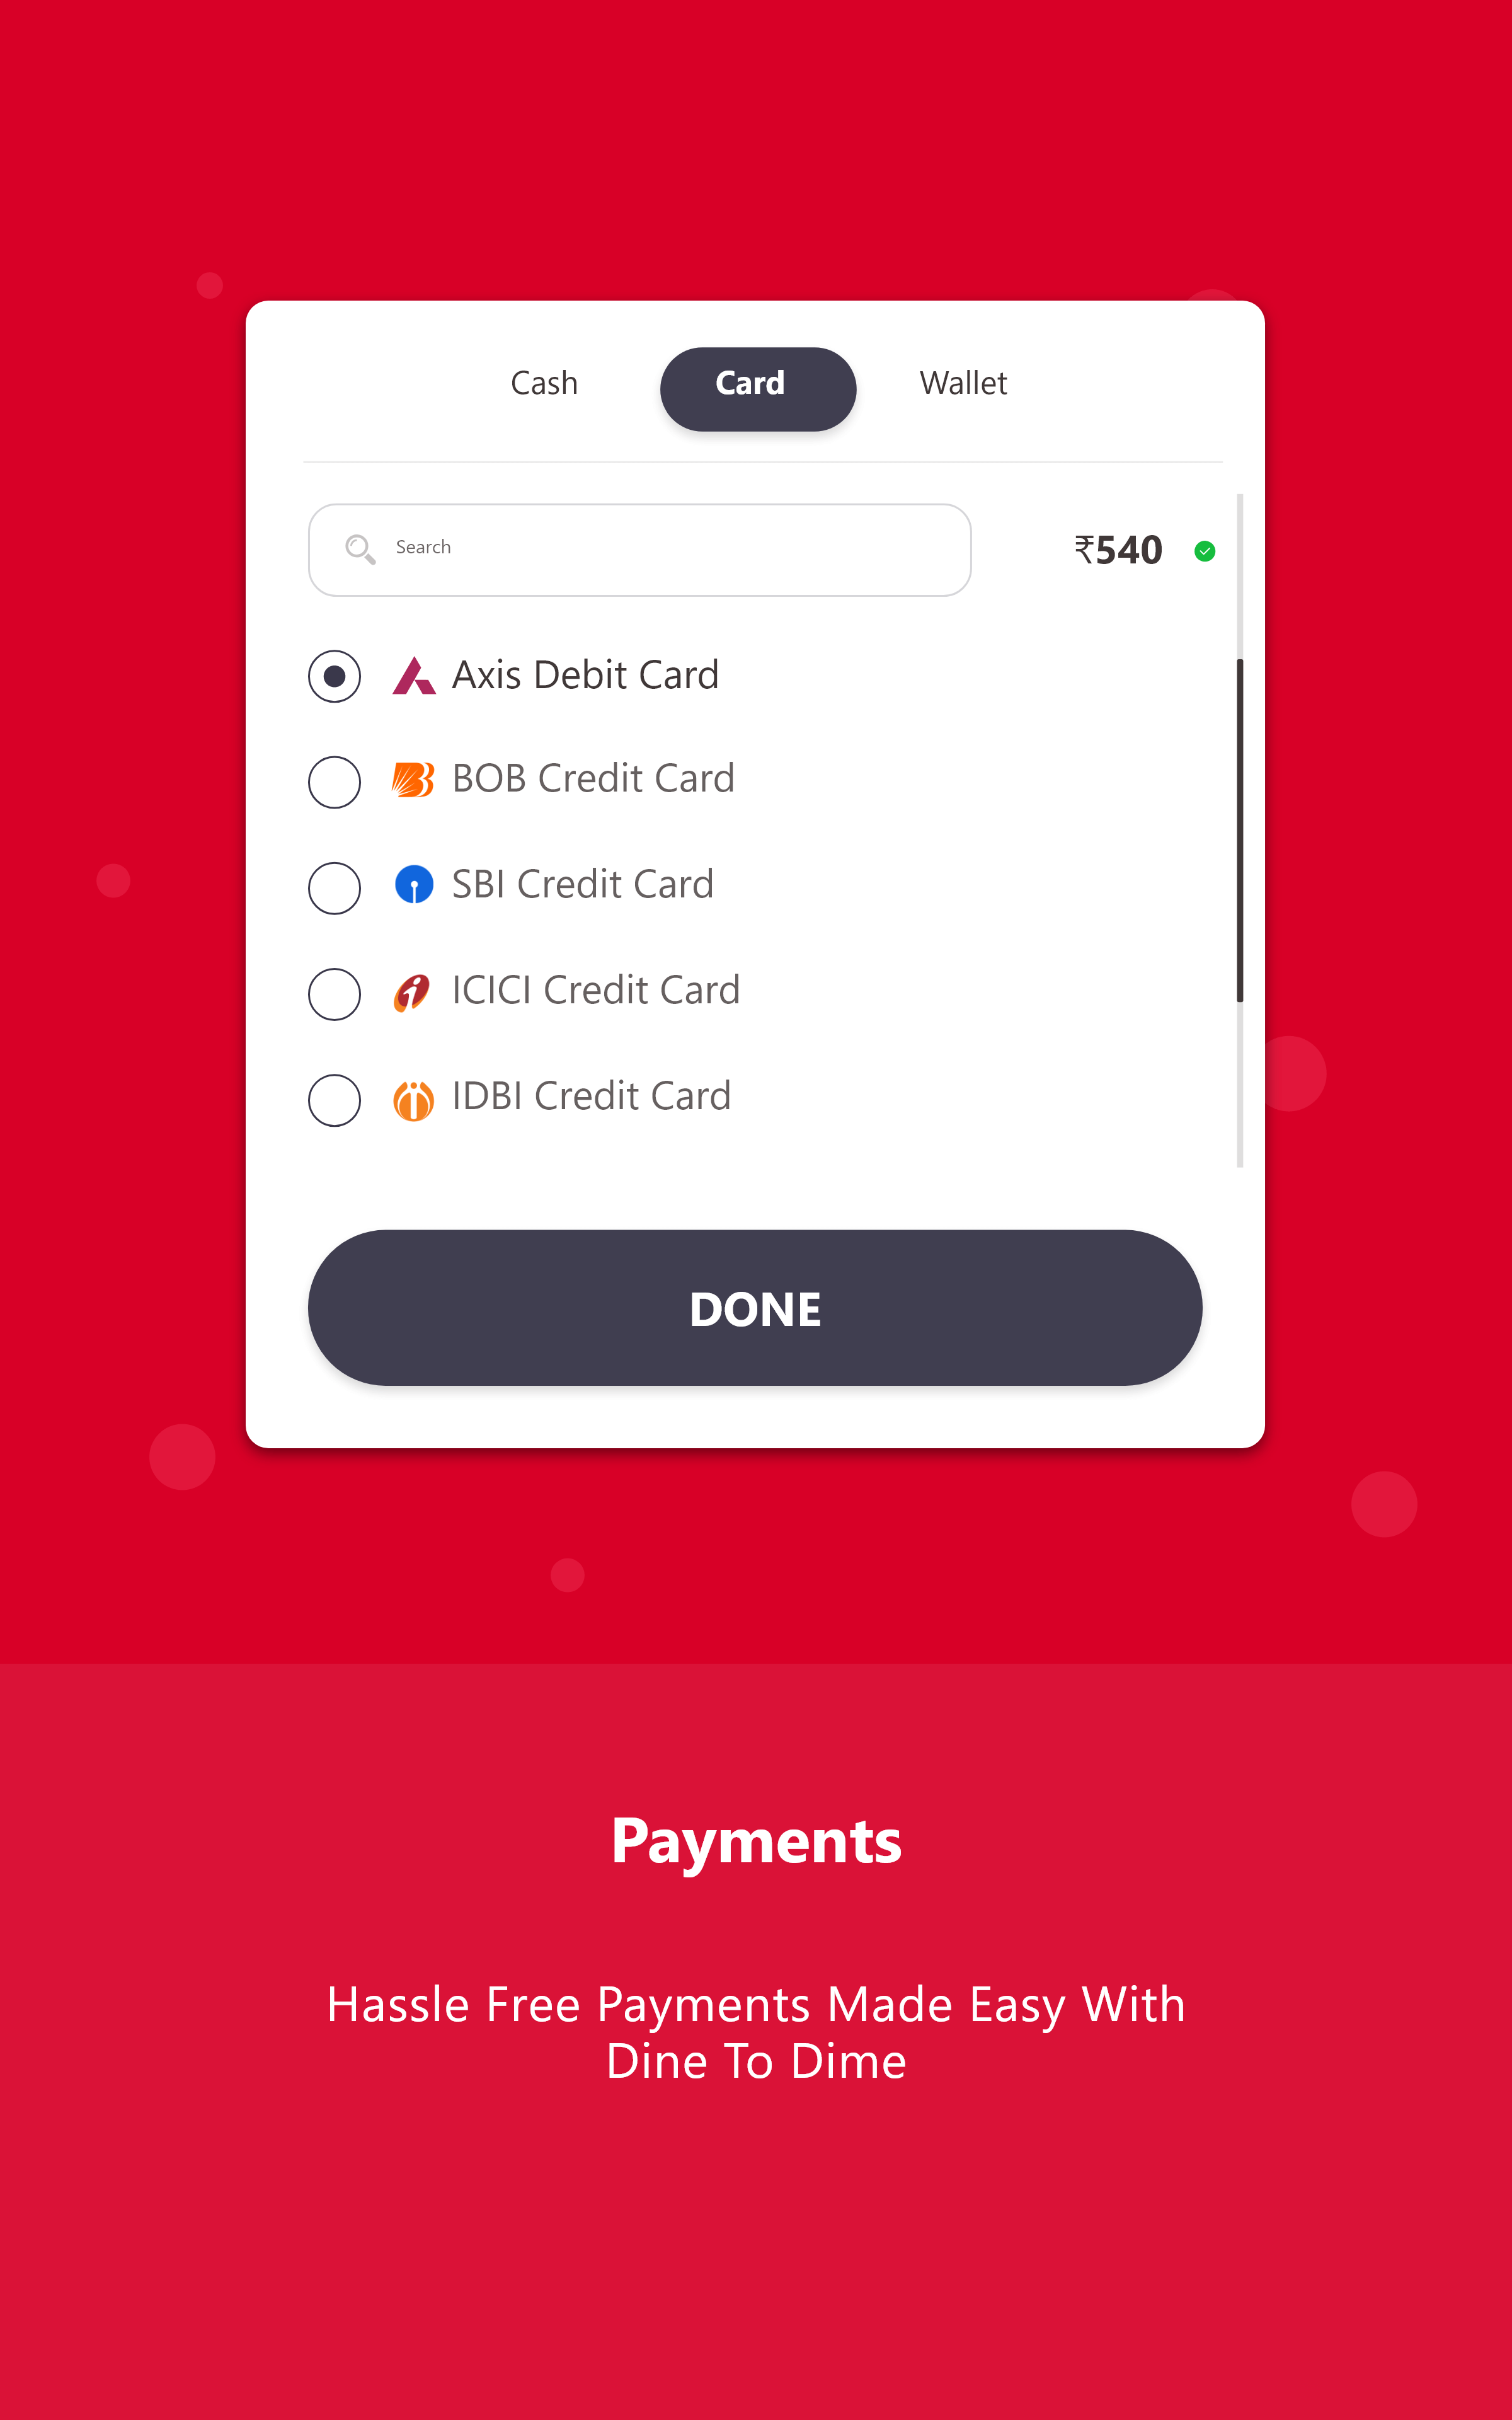 Cash Card Wallet
Search ₹540
Axis Debit Card
BOB Credit Card
SBI Credit Card
ICICI Credit Card
IDBI Credit Card
DONE
Payments
Hassle Free Payments Made Easy With
Dine To Dime